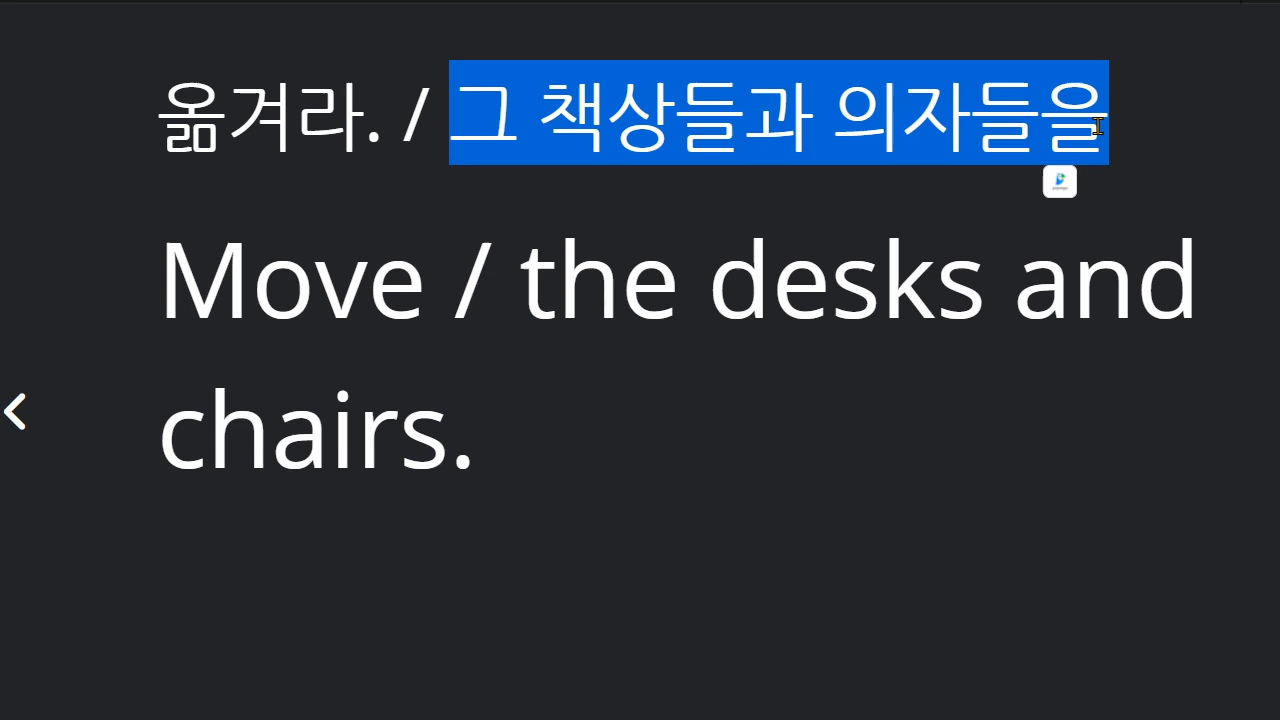 옮겨라. / 그 책상들과 의자들을
Move / the desks and
chairs.